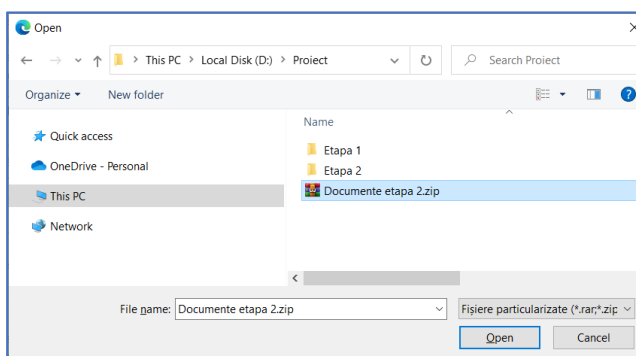 Open
This PC > Local Disk (D:) > Proiect
Search Proiect
Organize
New folder
Name
Quick access
OneDrive - Personal
This PC
Network
Etapa 1
Etapa 2
Documente etapa 2.zip
File name: Documente etapa 2.zip
Fișiere particularizate (*.rar;*.zip
Open
Cancel